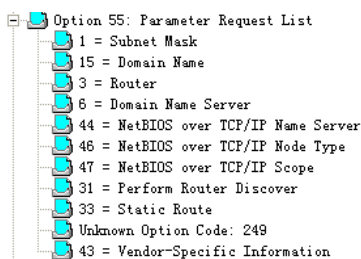 Option 55: Parameter Request List
1 = Subnet Mask
15 = Domain Name
3 = Router
6 = Domain Name Server
44 = NetBIOS over TCP/IP Name Server
46 = NetBIOS over TCP/IP Node Type
47 = NetBIOS over TCP/IP Scope
31 = Perform Router Discover
33 = Static Route
Unknown Option Code: 249
43 = Vendor-Specific Information